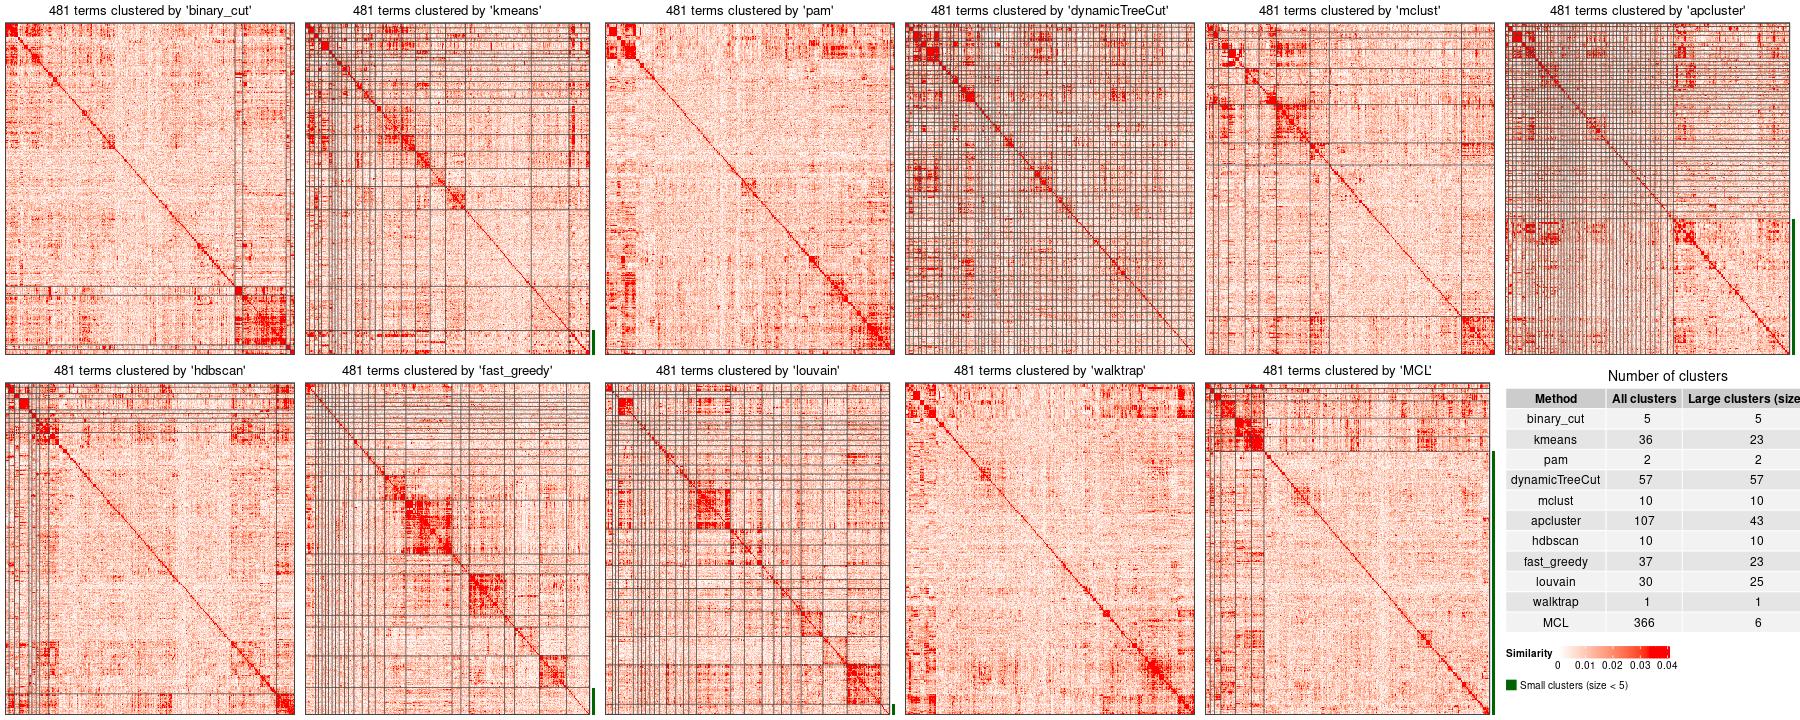 481 terms clustered by 'binary_cut'
481 terms clustered by 'kmeans'
481 terms clustered by 'pam'
481 terms clustered by 'dynamicTreeCut'
481 terms clustered by 'mclust'
481 terms clustered by 'apcluster'
481 terms clustered by 'hdbscan'
481 terms clustered by 'fast_greedy'
481 terms clustered by 'louvain'
481 terms clustered by 'walktrap'
481 terms clustered by 'MCL'
Number of clusters
Method All clusters Large clusters (size
binary_cut 5 5
kmeans 36 23
pam 2 2
dynamicTreeCut 57 57
mclust 10 10
apcluster 107 43
hdbscan 10 10
fast_greedy 37 23
louvain 30 25
walktrap 1 1
MCL 366 6
Similarity
0 0.01 0.02 0.03 0.04
Small clusters (size < 5)